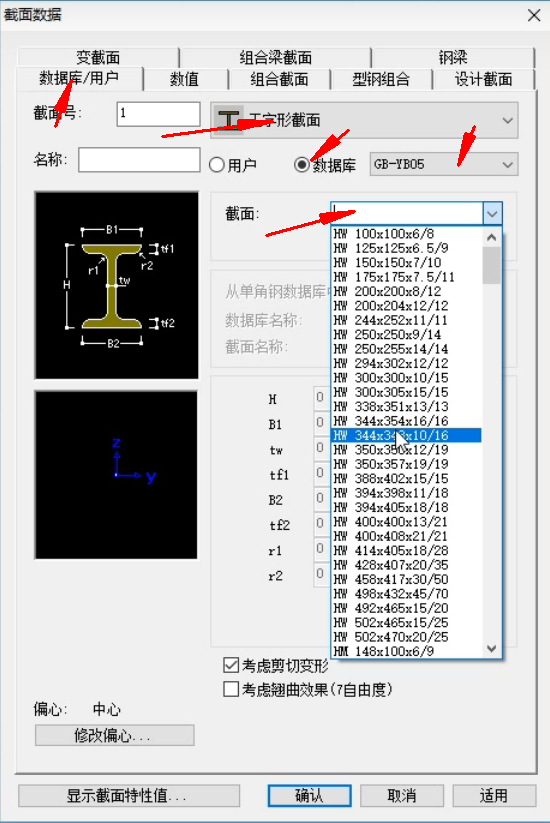 截面数据
变截面 组合梁截面 钢梁
数据库/用户 数值 组合截面 型钢组合 设计截面
截面号: 1 工字形截面
名称: 用户 数据库 GB-YB05
截面:
B1
tf1
r1 r2
H tw
tf2
B2
HW 100x100x6/8
HW 125x125x6.5/9
HW 150x150x7/10
HW 175x175x7.5/11
HW 200x200x8/12
HW 200x204x12/12
HW 244x252x11/11
HW 250x250x9/14
HW 250x255x14/14
HW 294x302x12/12
HW 300x300x10/15
HW 300x305x15/15
HW 338x351x13/13
HW 344x354x16/16
HW 344x348x10/16
HW 350x350x12/19
HW 350x357x19/19
HW 388x402x15/15
HW 394x398x11/18
HW 394x405x18/18
HW 400x400x13/21
HW 400x408x21/21
HW 414x405x18/28
HW 428x407x20/35
HW 458x417x30/50
HW 498x432x45/70
HW 492x465x15/20
HW 502x465x15/25
HW 502x470x20/25
HM 148x100x6/9
从单角钢数据库
数据库名称:
截面名称:
H 0
B1 0
tw 0
tf1 0
B2 0
tf2 0
r1 0
r2 0
z
y
考虑剪切变形
考虑翘曲效果(7自由度)
偏心: 中心
修改偏心...
显示截面特性值... 确认 取消 适用